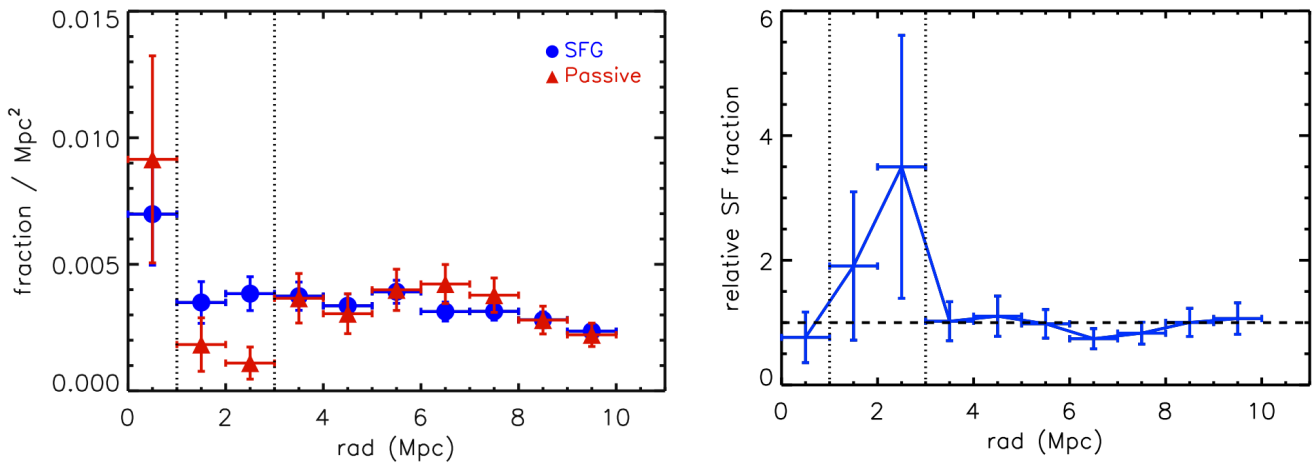 0.015
0.010
0.005
0.000
fraction / Mpc²
SFG
Passive
0 2 4 6 8 10
rad (Mpc)
6
4
2
0
relative SF fraction
0 2 4 6 8 10
rad (Mpc)